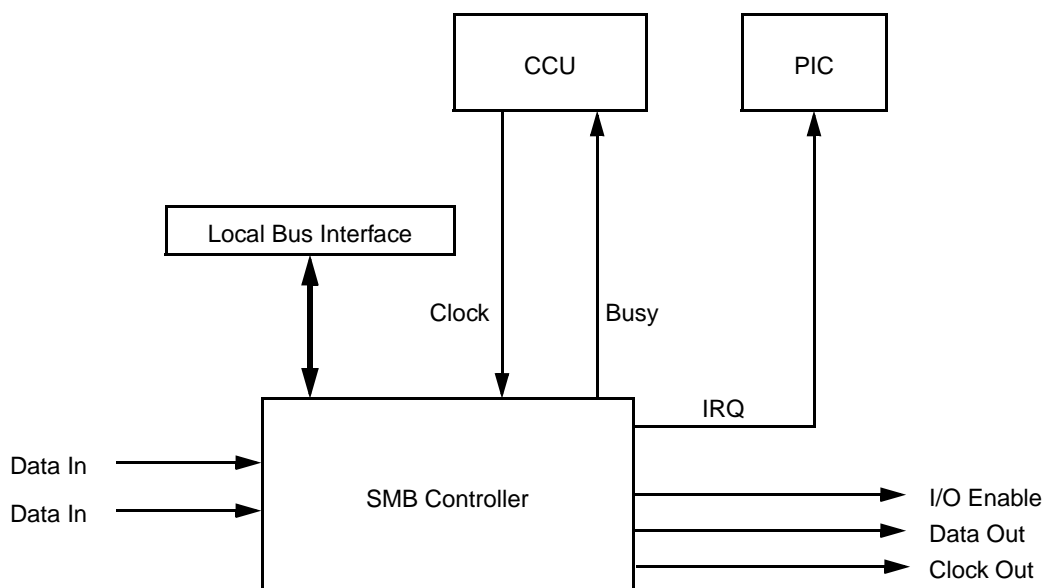 CCU
PIC
Local Bus Interface
Clock
Busy
IRQ
Data In
Data In
SMB Controller
I/O Enable
Data Out
Clock Out